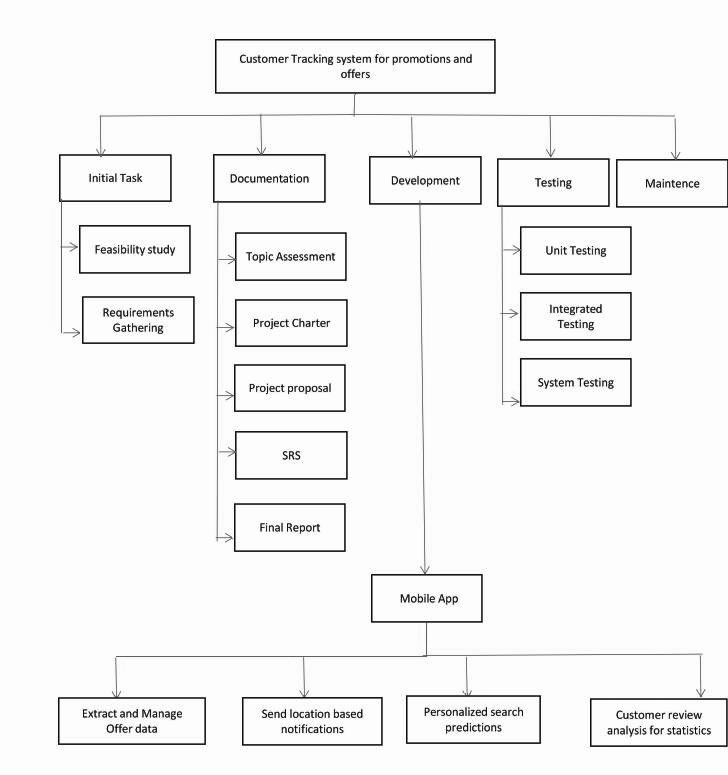 Customer Tracking system for promotions and
offers
Initial Task
Documentation
Development
Testing
Maintence
Feasibility study
Requirements
Gathering
Topic Assessment
Project Charter
Project proposal
SRS
Final Report
Unit Testing
Integrated
Testing
System Testing
Mobile App
Extract and Manage
Offer data
Send location based
notifications
Personalized search
predictions
Customer review
analysis for statistics